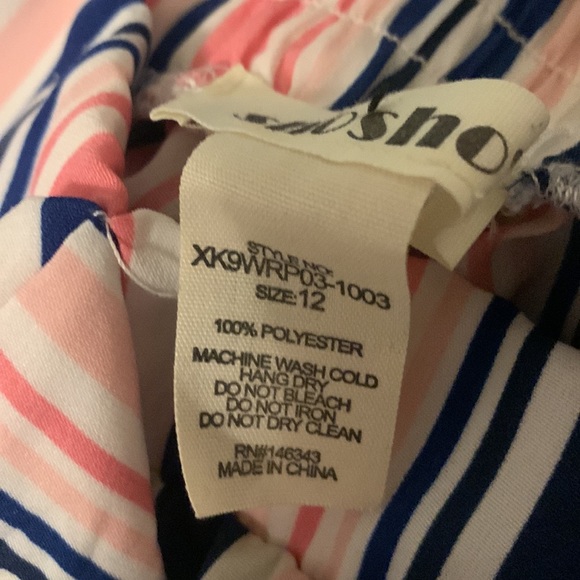 shoshо
STYLE NO:
XK9WRP03-1003
SIZE:12
100% POLYESTER
MACHINE WASH COLD
HANG DRY
DO NOT BLEACH
DO NOT IRON
DO NOT DRY CLEAN
RN#146343
MADE IN CHINA